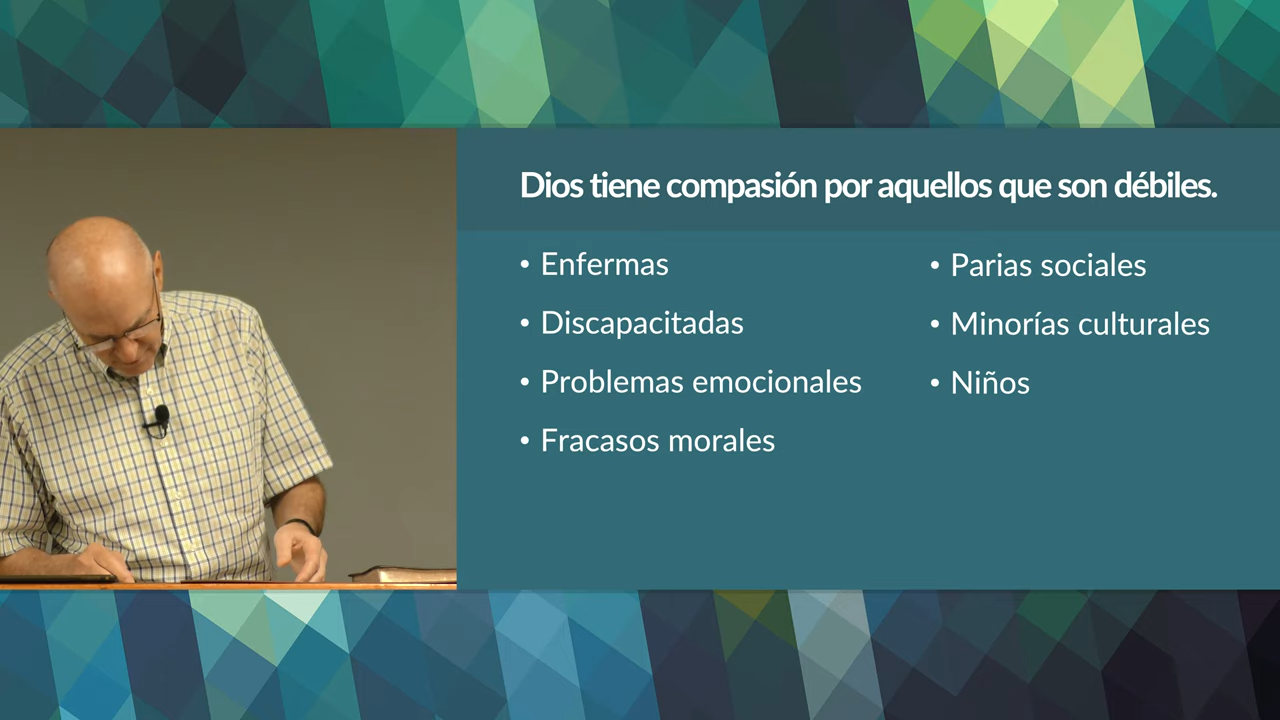 Dios tiene compasión por aquellos que son débiles.
• Enfermas
• Discapacitadas
• Problemas emocionales
• Fracasos morales
• Parias sociales
• Minorías culturales
• Niños